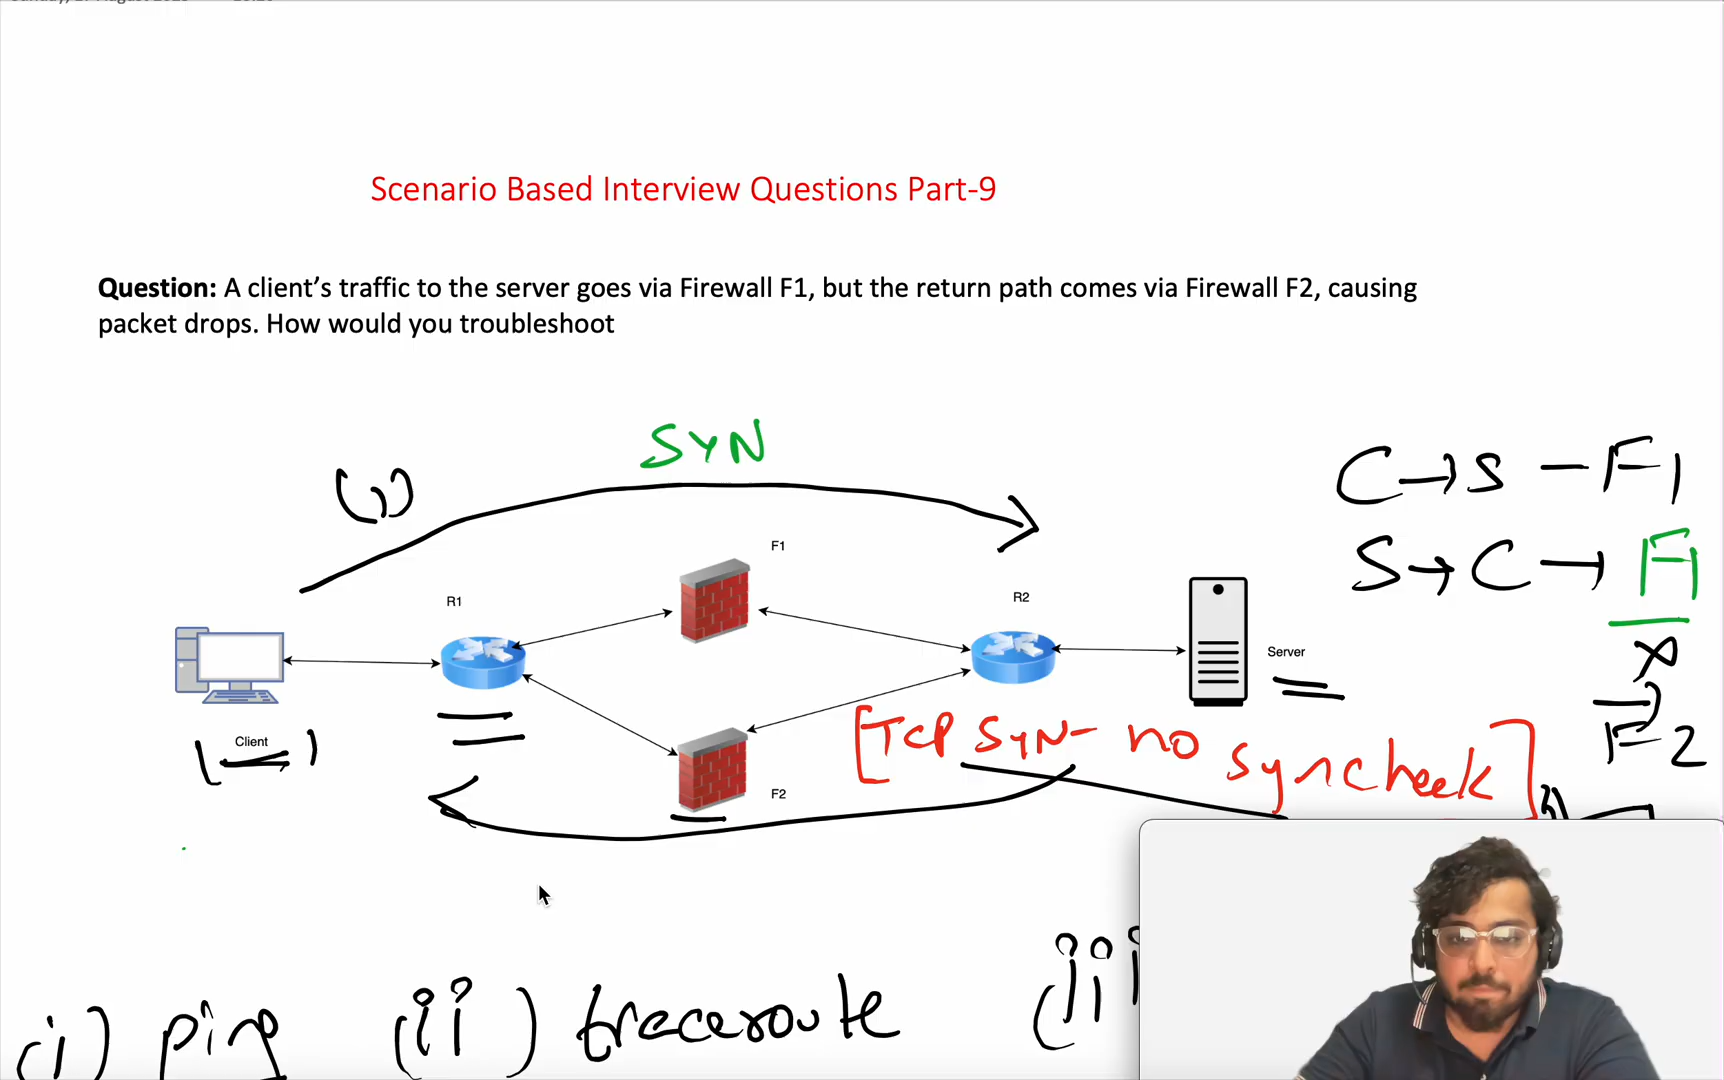 Scenario Based Interview Questions Part-9
Question: A client’s traffic to the server goes via Firewall F1, but the return path comes via Firewall F2, causing
packet drops. How would you troubleshoot
SYN
(1)
C→S – F1
S→C → F1
F2
F1
R1
R2
Server
Client
[TCP SYN- no syncheck]
F2
(i) ping (ii) traceroute (iii